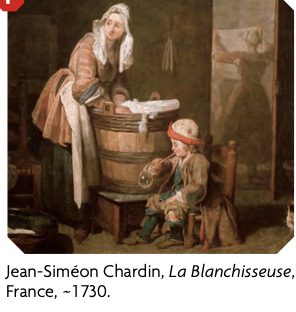 Jean-Siméon Chardin, La Blanchisseuse,
France, ~1730.